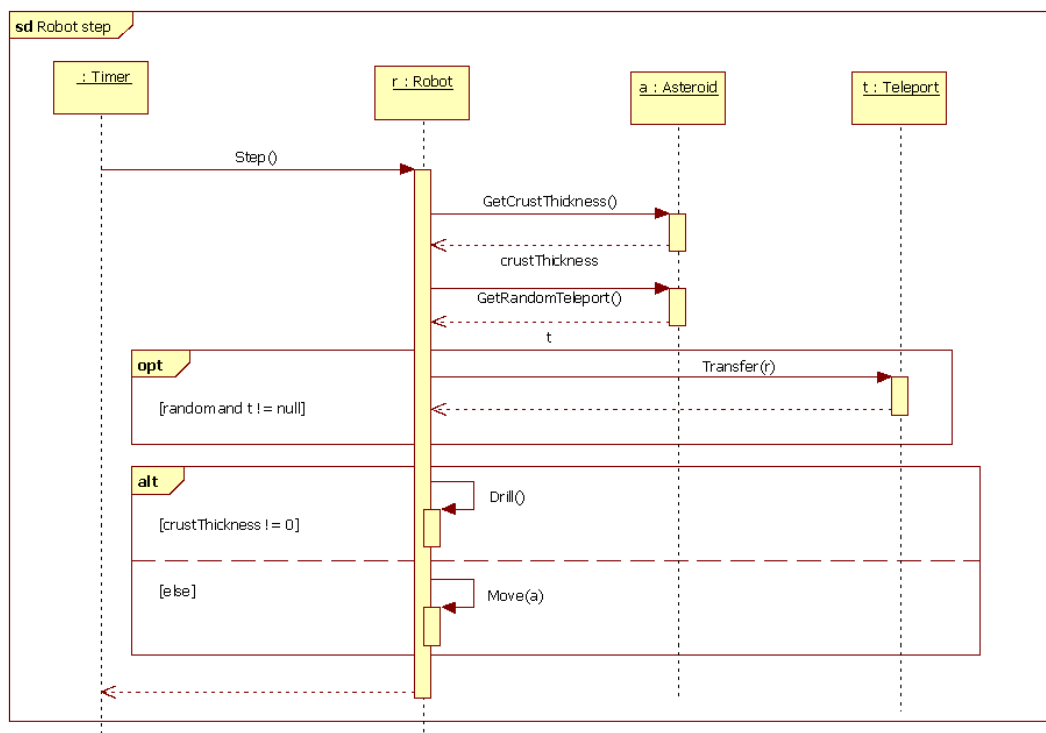 sd Robot step
: Timer
r : Robot
a : Asteroid
t : Teleport
Step()
GetCrustThickness()
crustThickness
GetRandomTeleport()
t
opt
Transfer(r)
[random and t != null]
alt
Drill()
[crustThickness != 0]
[else]
Move(a)